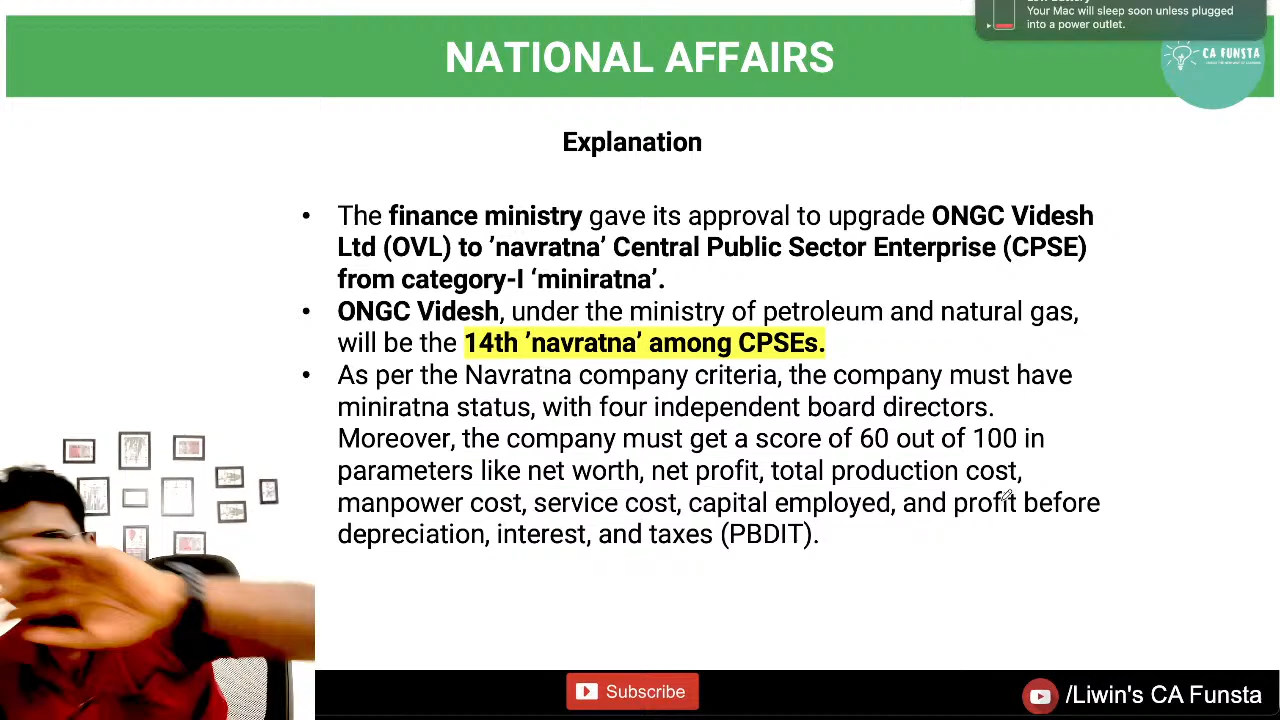 Your Mac will sleep soon unless plugged
into a power outlet.
NATIONAL AFFAIRS
CA FUNSTA
Explanation
• The finance ministry gave its approval to upgrade ONGC Videsh
Ltd (OVL) to ’navratna’ Central Public Sector Enterprise (CPSE)
from category-I ‘miniratna’.
• ONGC Videsh, under the ministry of petroleum and natural gas,
will be the 14th ’navratna’ among CPSEs.
• As per the Navratna company criteria, the company must have
miniratna status, with four independent board directors.
Moreover, the company must get a score of 60 out of 100 in
parameters like net worth, net profit, total production cost,
manpower cost, service cost, capital employed, and profit before
depreciation, interest, and taxes (PBDIT).
Subscribe
/Liwin's CA Funsta